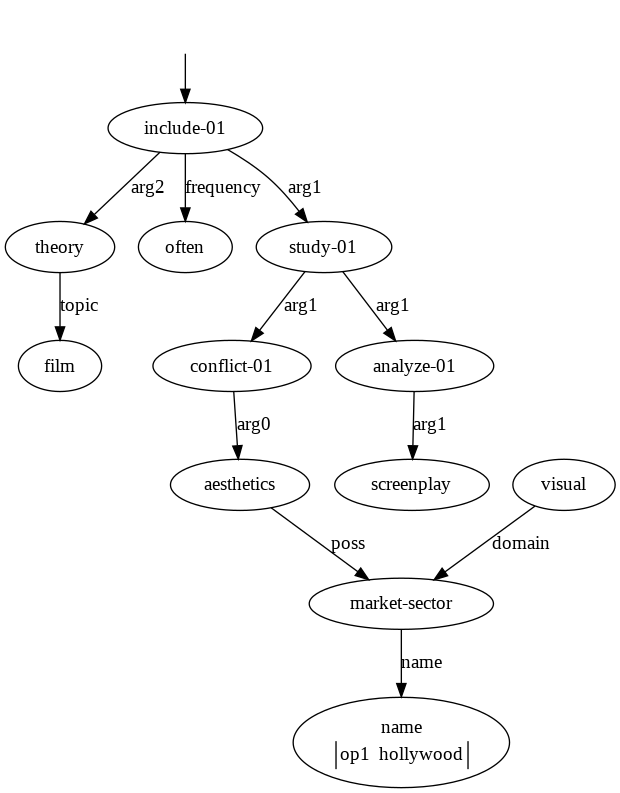 include-01
arg2
frequency
arg1
theory
often
study-01
topic
arg1
arg1
film
conflict-01
analyze-01
arg0
arg1
aesthetics
screenplay
visual
poss
domain
market-sector
name
name
op1 hollywood